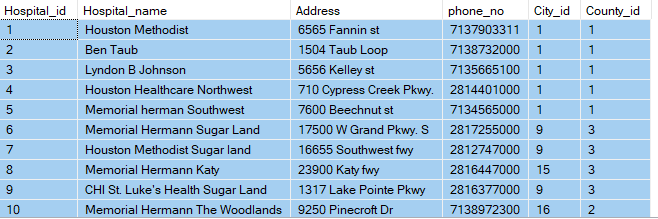 Hospital_id Hospital_name Address phone_no City_id County_id
1 Houston Methodist 6565 Fannin st 7137903311 1 1
2 Ben Taub 1504 Taub Loop 7138732000 1 1
3 Lyndon B Johnson 5656 Kelley st 7135665100 1 1
4 Houston Healthcare Northwest 710 Cypress Creek Pkwy. 2814401000 1 1
5 Memorial herman Southwest 7600 Beechnut st 7134565000 1 1
6 Memorial Hermann Sugar Land 17500 W Grand Pkwy. S 2817255000 9 3
7 Houston Methodist Sugar land 16655 Southwest fwy 2812747000 9 3
8 Memorial Hermann Katy 23900 Katy fwy 2816447000 15 3
9 CHI St. Luke's Health Sugar Land 1317 Lake Pointe Pkwy 2816377000 9 3
10 Memorial Hermann The Woodlands 9250 Pinecroft Dr 7138972300 16 2